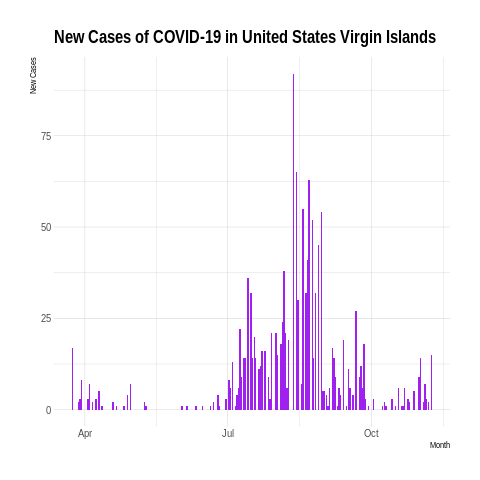 New Cases of COVID-19 in United States Virgin Islands
New Cases
75
50
25
0
Apr
Jul
Oct
Month